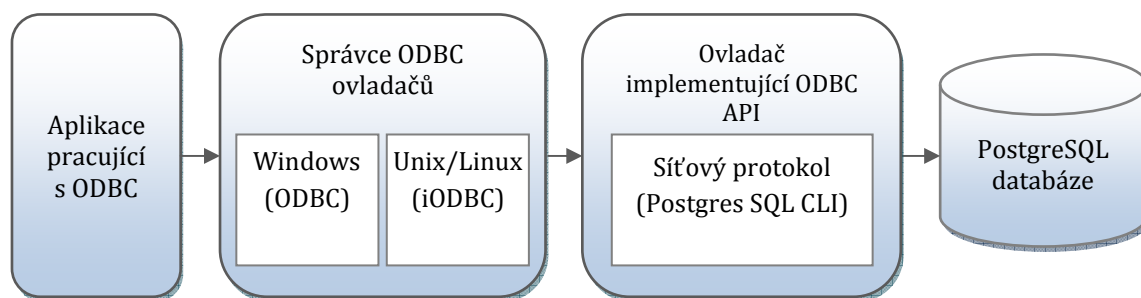 Aplikace
pracující
s ODBC
Správce ODBC
ovladačů
Windows
(ODBC)
Unix/Linux
(iODBC)
Ovladač
implementující ODBC
API
Síťový protokol
(Postgres SQL CLI)
PostgreSQL
databáze